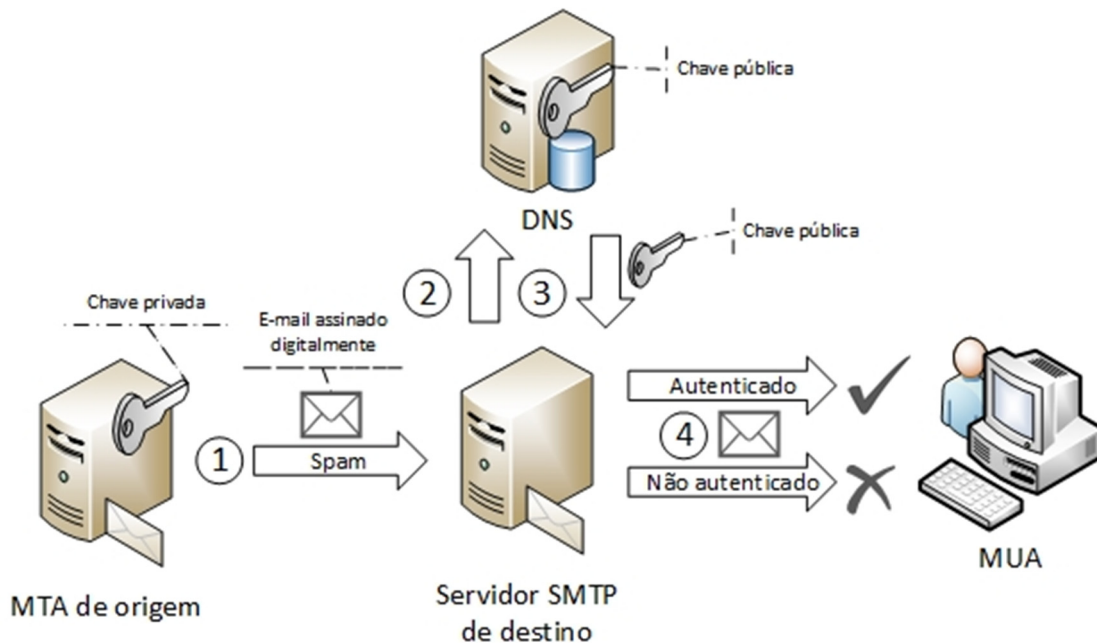 Chave pública
DNS
Chave pública
2
3
Chave privada
E-mail assinado
digitalmente
Autenticado
1
Spam
4
Não autenticado
MUA
MTA de origem
Servidor SMTP
de destino